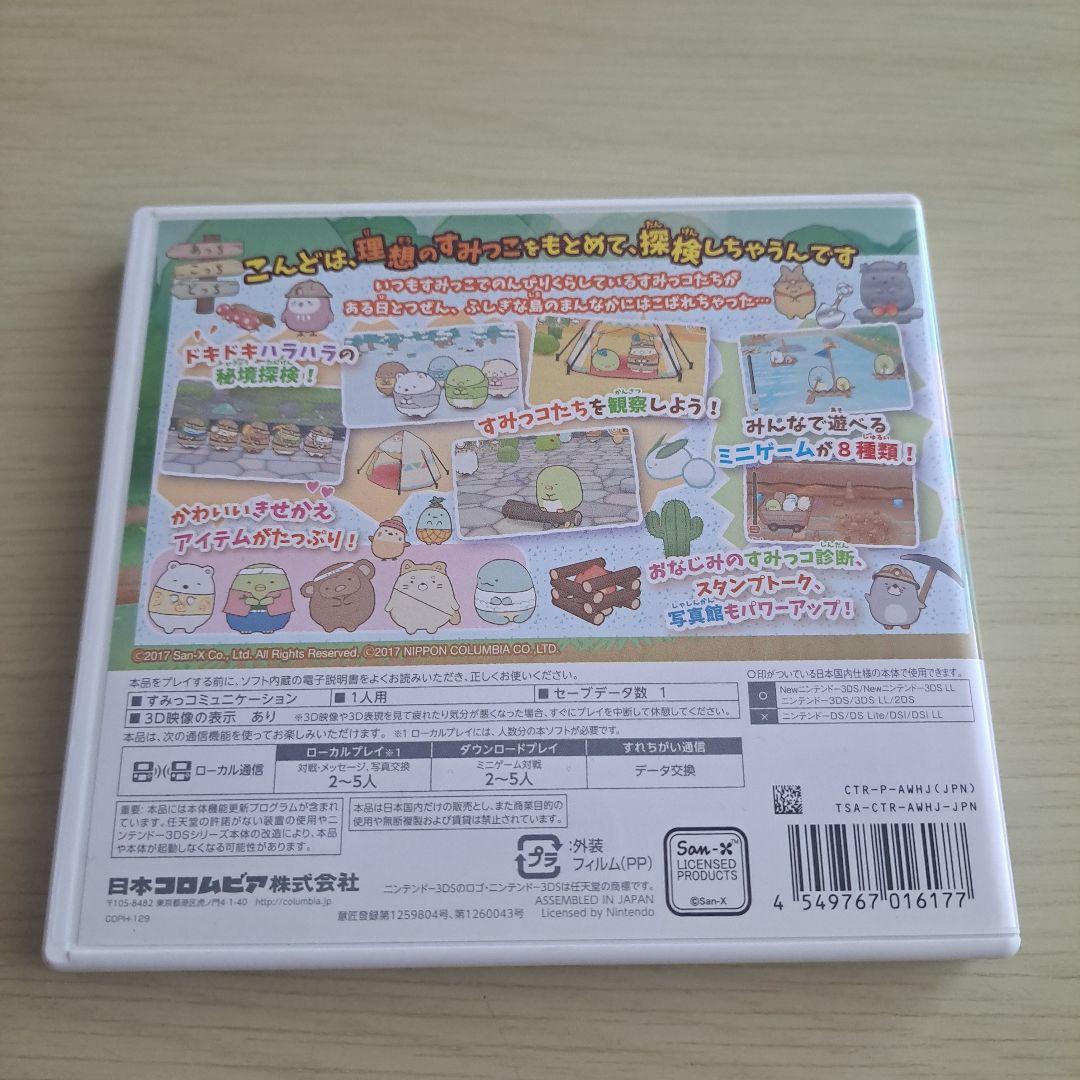 あっち
こっち
どっち
こんどは、理想のすみっこをもとめて、探検しちゃうんです
いつもすみっこでのんびりくらしているすみっコたちが
ある日とつぜん、ふしぎな島のまんなかにはこばれちゃった…
ドキドキハラハラの
秘境探検!
すみっコたちを観察しよう!
みんなで遊べる
ミニゲームが8種類!
かわいいきせかえ
アイテムがたっぷり!
おなじみのすみっコ診断、
スタンプトーク、
写真館もパワーアップ!
©2017 San-X Co., Ltd. All Rights Reserved. ©2017 NIPPON COLUMBIA CO.,LTD.
本品をプレイする前に、ソフト内蔵の電子説明書をよくお読みいただき、正しくお使いください。
■すみっコミュニケーション ■1人用 ■セーブデータ数 1
■3D映像の表示 あり ※3D映像や3D表現を見て疲れたり気分が悪くなった場合、すぐにプレイを中断して休憩してください。
○印がついている日本国内仕様の本体で使用できます。
○ Newニンテンドー3DS/Newニンテンドー3DS LL
ニンテンドー3DS/3DS LL/2DS
× ニンテンドーDS/DS Lite/DSi/DSi LL
本品は、次の通信機能を使ってお楽しみいただけます。 ※1 ローカルプレイには、人数分の本ソフトが必要です。
ローカルプレイ※1 ダウンロードプレイ すれちがい通信
ローカル通信 対戦・メッセージ、写真交換 ミニゲーム対戦 データ交換
2~5人 2~5人
重要: 本品には本体機能更新プログラムが含まれ
ています。任天堂の許諾がない装置の使用やニ
ンテンドー3DSシリーズ本体の改造により、本品
や本体が起動しなくなる可能性があります。
本品は日本国内だけの販売とし、また商業目的の
使用や無断複製および賃貸は禁止されています。
CTR-P-AWHJ(JPN)
TSA-CTR-AWHJ-JPN
プラ
:外装
フィルム(PP)
San-X
LICENSED
PRODUCTS
©San-X
日本コロムビア株式会社
〒105-8482 東京都港区虎ノ門4-1-40 http://columbia.jp
COPH-129
ニンテンドー3DSのロゴ・ニンテンドー3DSは任天堂の商標です。
ASSEMBLED IN JAPAN
意匠登録第1259804号、第1260043号 Licensed by Nintendo
4 549767 016177